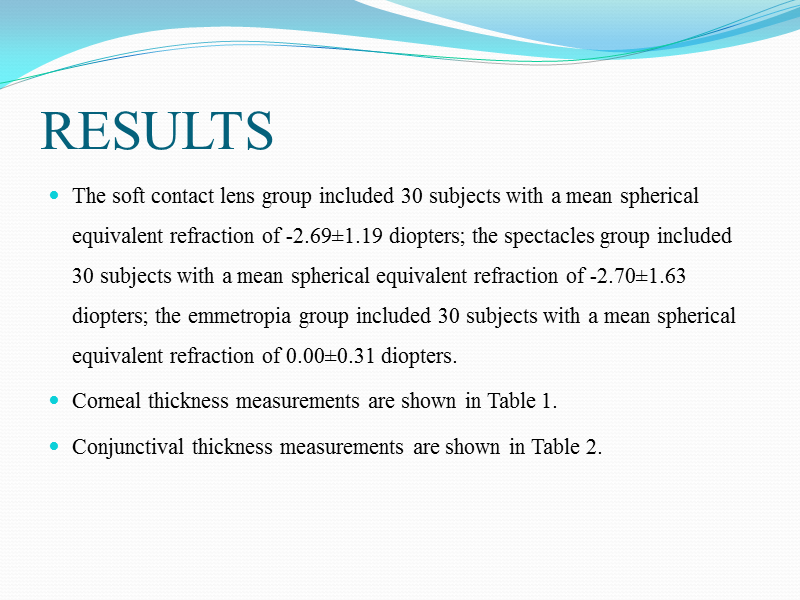 RESULTS
The soft contact lens group included 30 subjects with a mean spherical
equivalent refraction of -2.69±1.19 diopters; the spectacles group included
30 subjects with a mean spherical equivalent refraction of -2.70±1.63
diopters; the emmetropia group included 30 subjects with a mean spherical
equivalent refraction of 0.00±0.31 diopters.
Corneal thickness measurements are shown in Table 1.
Conjunctival thickness measurements are shown in Table 2.